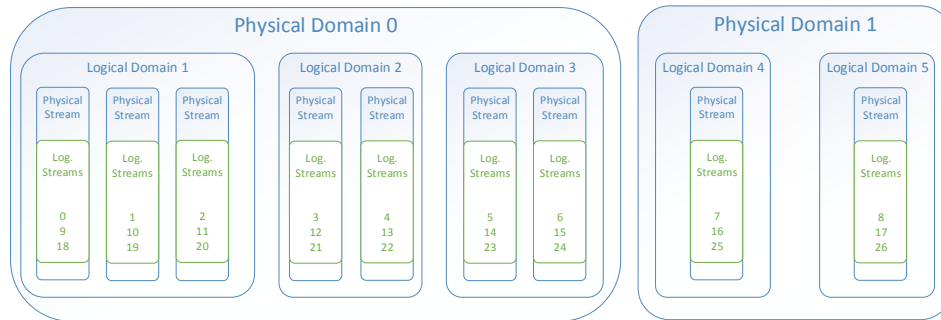 Physical Domain 0
Physical Domain 1
Logical Domain 1
Logical Domain 2
Logical Domain 3
Logical Domain 4
Logical Domain 5
Physical
Stream
Log.
Streams
0
9
18
Physical
Stream
Log.
Streams
1
10
19
Physical
Stream
Log.
Streams
2
11
20
Physical
Stream
Log.
Streams
3
12
21
Physical
Stream
Log.
Streams
4
13
22
Physical
Stream
Log.
Streams
5
14
23
Physical
Stream
Log.
Streams
6
15
24
Physical
Stream
Log.
Streams
7
16
25
Physical
Stream
Log.
Streams
8
17
26